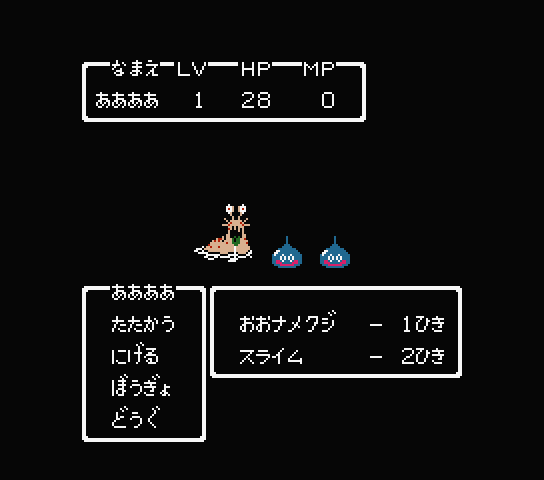 なまえ LV HP MP
ああああ 1 28 0
ああああ
たたかう
にげる
ぼうぎょ
どうぐ
おおナメクジ － 1ひき
スライム － 2ひき